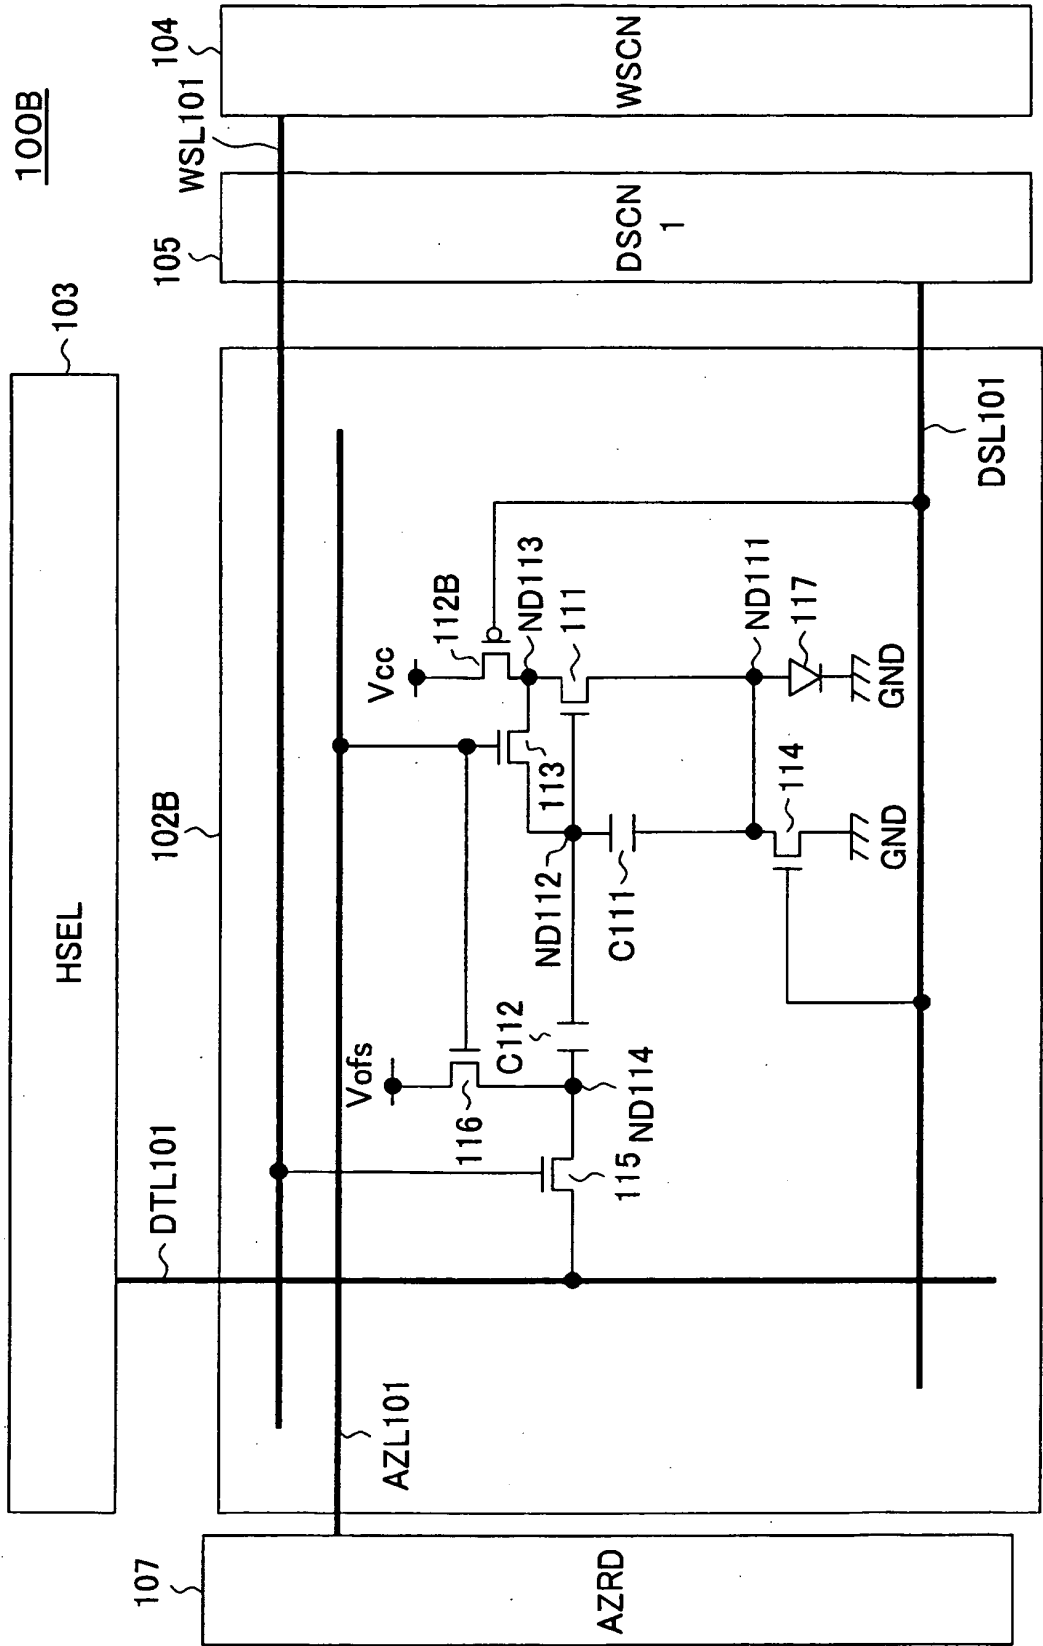 100B
103
HSEL
105
WSL101
104
DSCN
1
WSCN
107
AZRD
AZL101
DTL101
102B
Vofs
116
115
ND114
C112
ND112
C111
113
Vcc
112B
ND113
111
ND111
117
GND
114
GND
DSL101